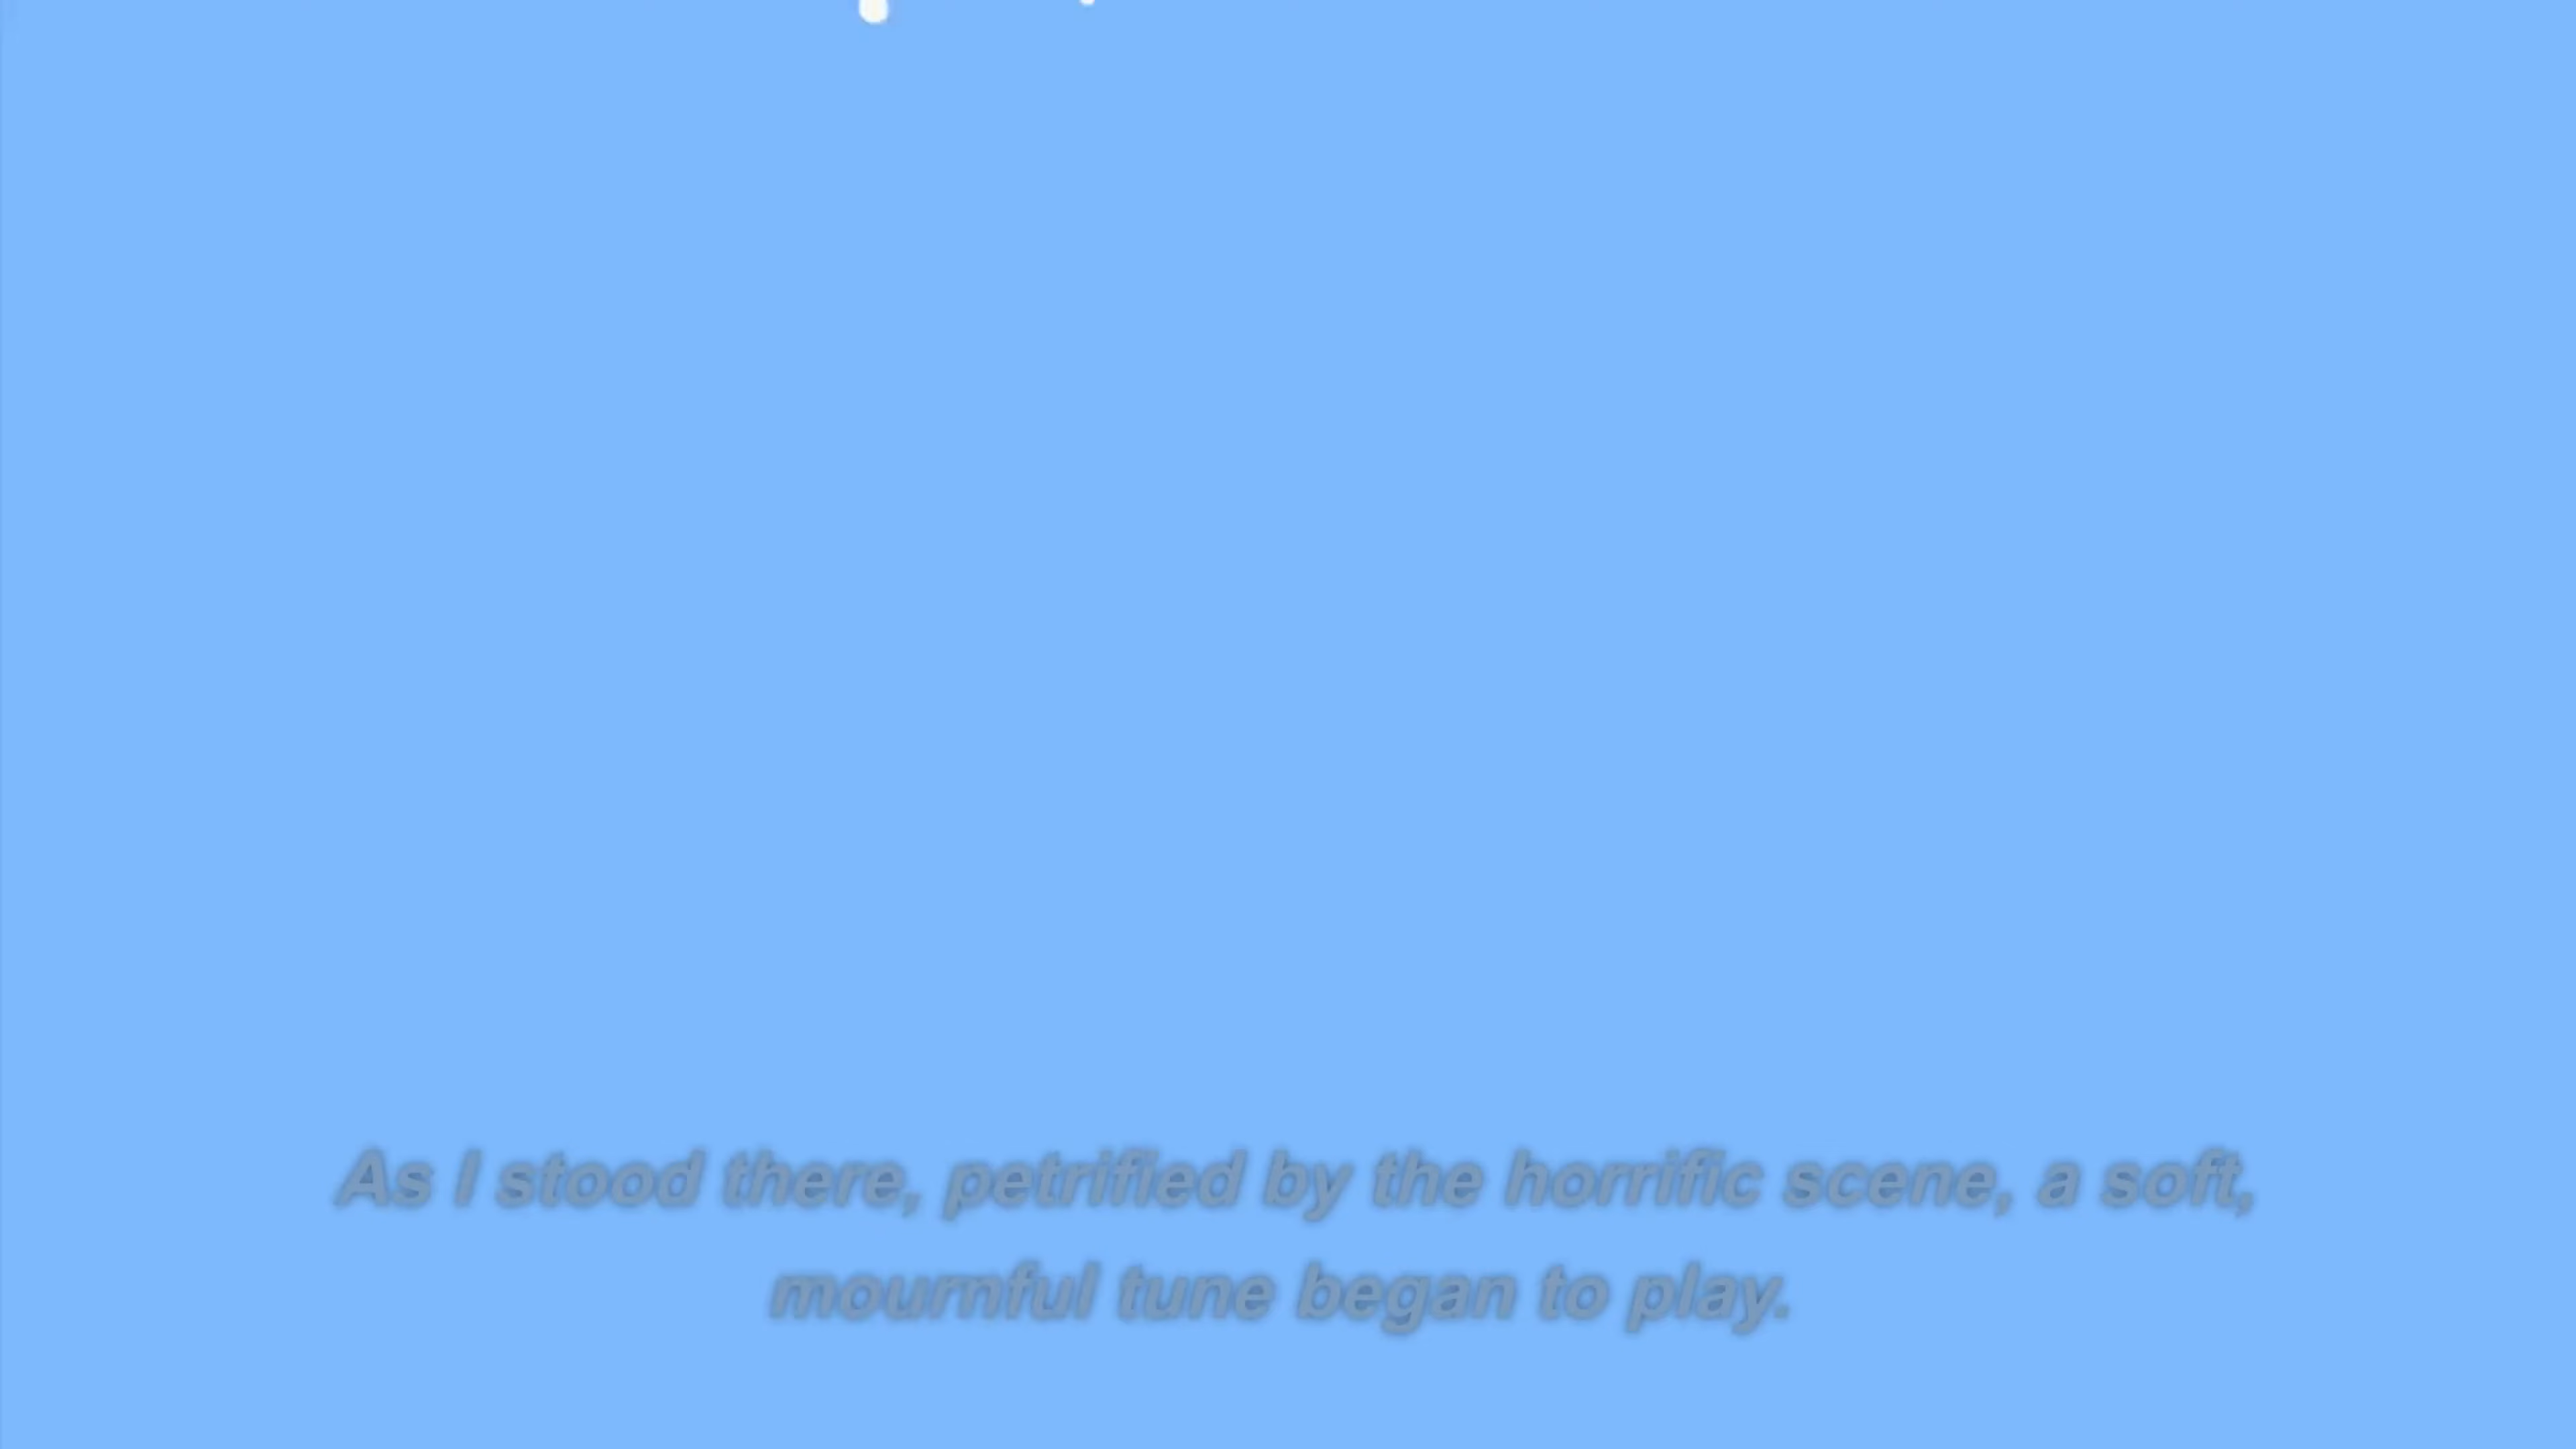 As I stood there, petrified by the horrific scene, a soft,
mournful tune began to play.